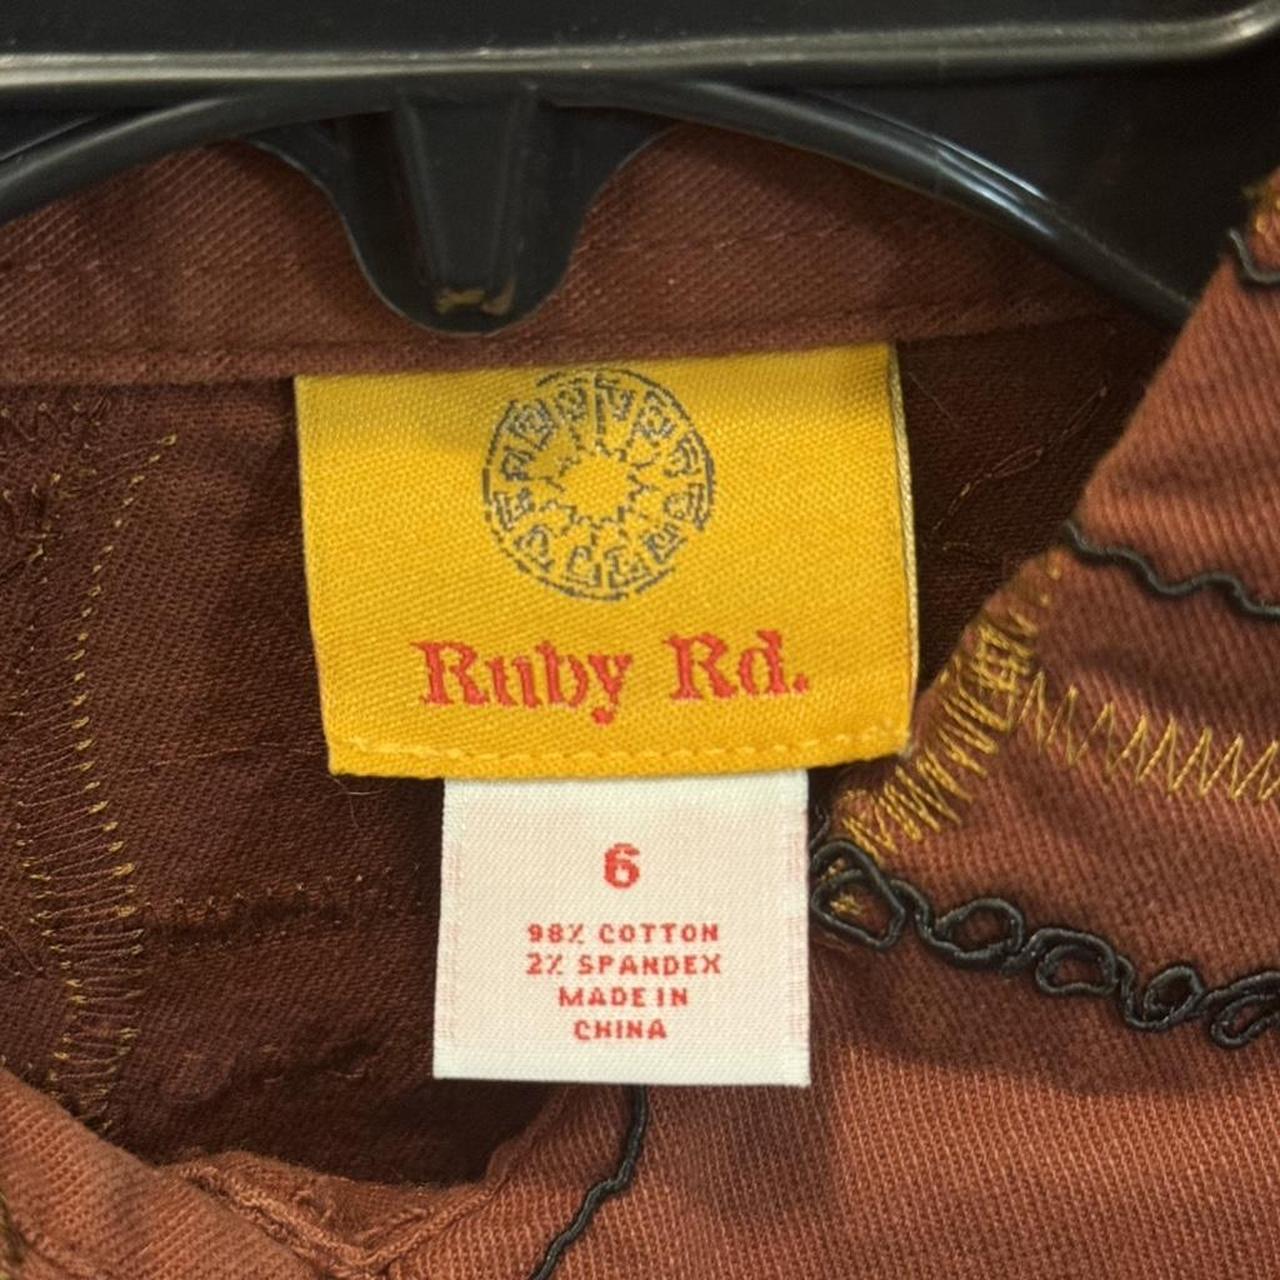 Ruby Rd.
6
98% COTTON
2% SPANDEX
MADE IN
CHINA